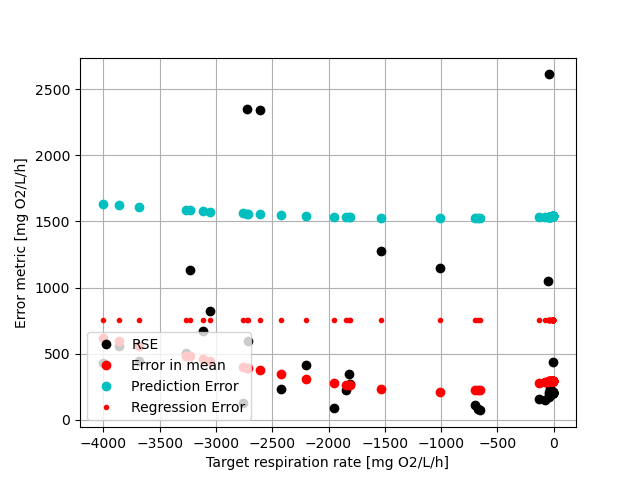 2500
2000
1500
1000
500
0
Error metric [mg O2/L/h]
RSE
Error in mean
Prediction Error
Regression Error
−4000 −3500 −3000 −2500 −2000 −1500 −1000 −500 0
Target respiration rate [mg O2/L/h]